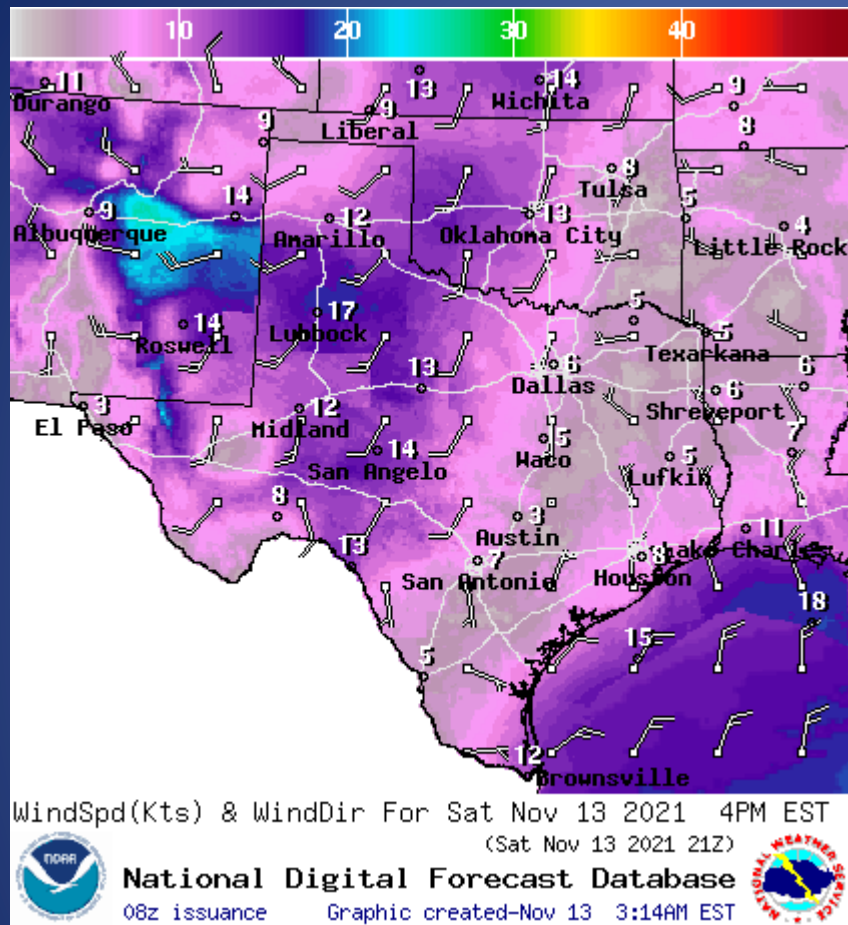 10 20 30 40
11 13 14 9
Durango Wichita
9 Liberal 9 8
8
Tulsa
9 14 12 13 5 4
Albuquerque Amarillo Oklahoma City Little Rock
14 17 5 5
Roswell Lubbock Texarkana
13 6
Dallas 6
3 12 Shreveport
El Paso Midland
14 5 5 7
San Angelo Waco Lufkin
8 3 11
Austin Lake Charles
13 7 8
San Antonio Houston
18
15
5
12
Brownsville
WindSpd(Kts) & WindDir For Sat Nov 13 2021 4PM EST
(Sat Nov 13 2021 21Z)
National Digital Forecast Database
08z issuance Graphic created-Nov 13 3:14AM EST
NOAA
NATIONAL WEATHER SERVICE